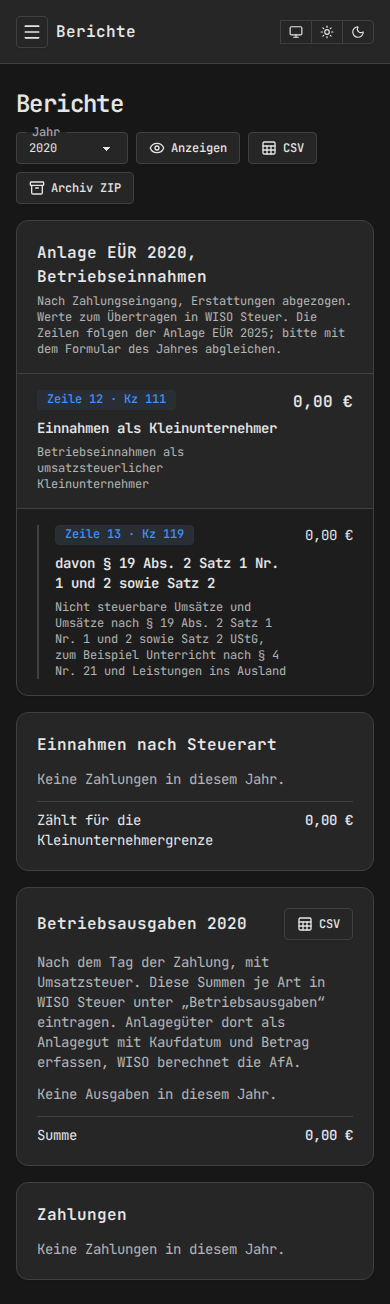 Berichte
Berichte
Jahr
2020
Anzeigen
CSV
Archiv ZIP
Anlage EÜR 2020,
Betriebseinnahmen
Nach Zahlungseingang, Erstattungen abgezogen.
Werte zum Übertragen in WISO Steuer. Die
Zeilen folgen der Anlage EÜR 2025; bitte mit
dem Formular des Jahres abgleichen.
Zeile 12 · Kz 111
0,00 €
Einnahmen als Kleinunternehmer
Betriebseinnahmen als
umsatzsteuerlicher
Kleinunternehmer
Zeile 13 · Kz 119
0,00 €
davon § 19 Abs. 2 Satz 1 Nr.
1 und 2 sowie Satz 2
Nicht steuerbare Umsätze und
Umsätze nach § 19 Abs. 2 Satz 1
Nr. 1 und 2 sowie Satz 2 UStG,
zum Beispiel Unterricht nach § 4
Nr. 21 und Leistungen ins Ausland
Einnahmen nach Steuerart
Keine Zahlungen in diesem Jahr.
Zählt für die
Kleinunternehmergrenze
0,00 €
Betriebsausgaben 2020
CSV
Nach dem Tag der Zahlung, mit
Umsatzsteuer. Diese Summen je Art in
WISO Steuer unter „Betriebsausgaben“
eintragen. Anlagegüter dort als
Anlagegut mit Kaufdatum und Betrag
erfassen, WISO berechnet die AfA.
Keine Ausgaben in diesem Jahr.
Summe
0,00 €
Zahlungen
Keine Zahlungen in diesem Jahr.